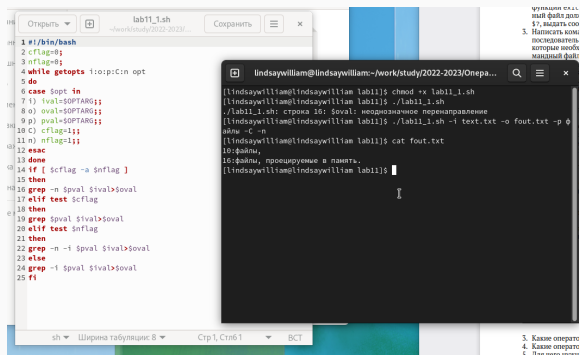 Открыть
lab11_1.sh
~/work/study/2022-2023/...
Сохранить
1 #!/bin/bash
2 cflag=0;
3 nflag=0;
4 while getopts i:o:p:C:n opt
5 do
6 case $opt in
7 i) ival=$OPTARG;;
8 o) oval=$OPTARG;;
9 p) pval=$OPTARG;;
10 C) cflag=1;;
11 n) nflag=1;;
12 esac
13 done
14 if [ $cflag -a $nflag ]
15 then
16 grep -n $pval $ival>$oval
17 elif test $cflag
18 then
19 grep $pval $ival>$oval
20 elif test $nflag
21 then
22 grep -n -i $pval $ival>$oval
23 else
24 grep -i $pval $ival>$oval
25 fi
sh Ширина табуляции: 8 Стр 1, Стлб 1 ВСТ
lindsaywilliam@lindsaywilliam:~/work/study/2022-2023/Опера...
[lindsaywilliam@lindsaywilliam lab11]$ chmod +x lab11_1.sh
[lindsaywilliam@lindsaywilliam lab11]$ ./lab11_1.sh
./lab11_1.sh: строка 16: $oval: неоднозначное перенаправление
[lindsaywilliam@lindsaywilliam lab11]$ ./lab11_1.sh -i text.txt -o fout.txt -p ф
айлы -C -n
[lindsaywilliam@lindsaywilliam lab11]$ cat fout.txt
10:файлы,
16:файлы, проецируемые в память.
[lindsaywilliam@lindsaywilliam lab11]$
функции
ный файл дол
$?, выдать соо
3. Написать кома
последователь
которые необх
мандный файл
3. Какие операто
4. Какие операто